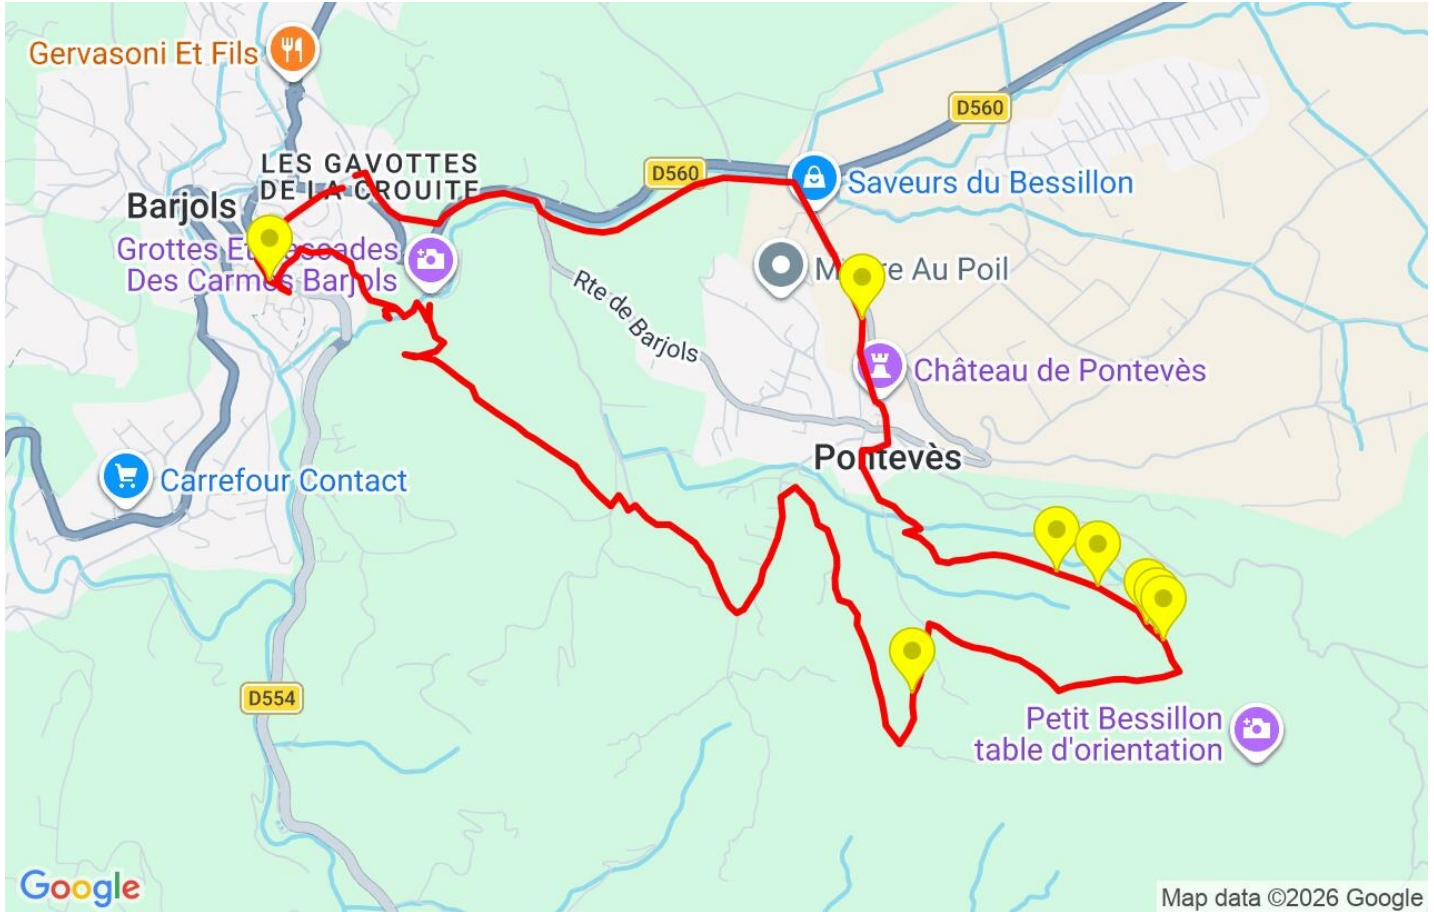 Gervasoni Et Fils
D560
LES GAVOTTES
DE LA CROUITE
D560
Saveurs du Bessillon
Barjols
Grottes Et Cascades
Des Carmes Barjols
Rte de Barjols
Château de Pontevès
Pontevès
Carrefour Contact
D554
Petit Bessillon
table d'orientation
Google
Map data ©2026 Google
Au Poil